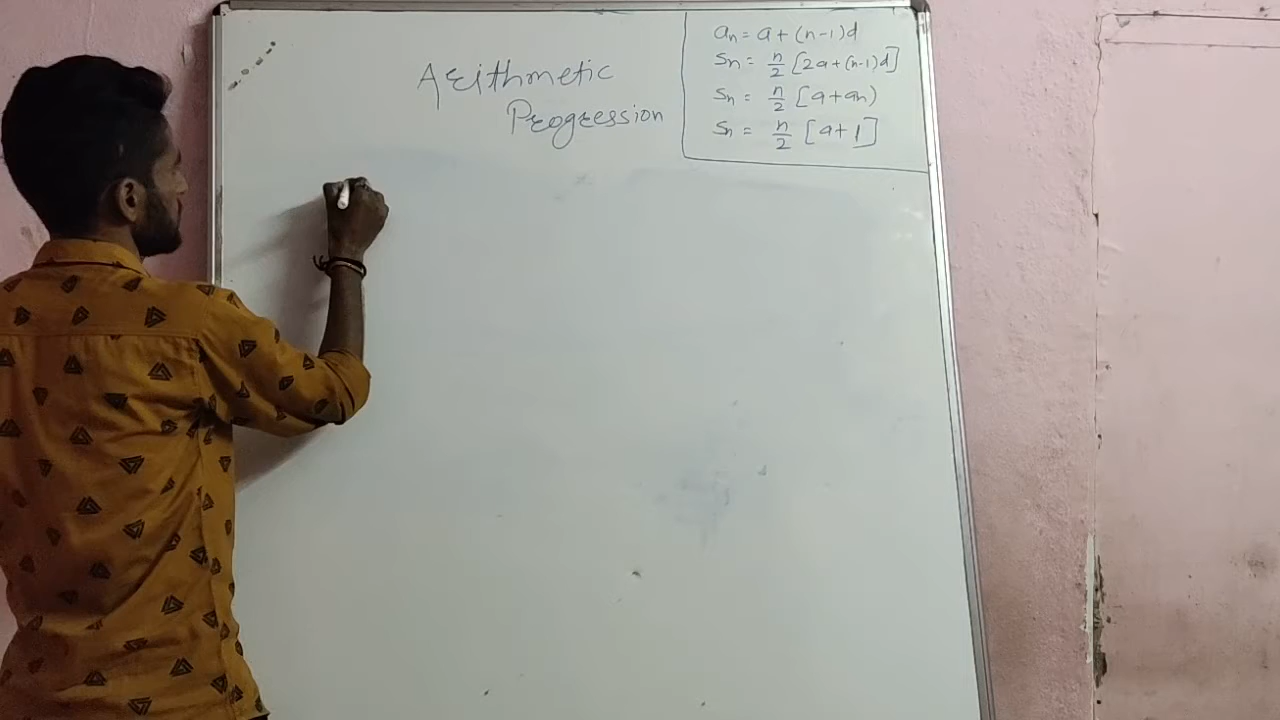 Arithmetic
Progression
an = a + (n-1)d
Sn = n/2 [2a+(n-1)d]
Sn = n/2 [a+an)
Sn = n/2 [a+l]